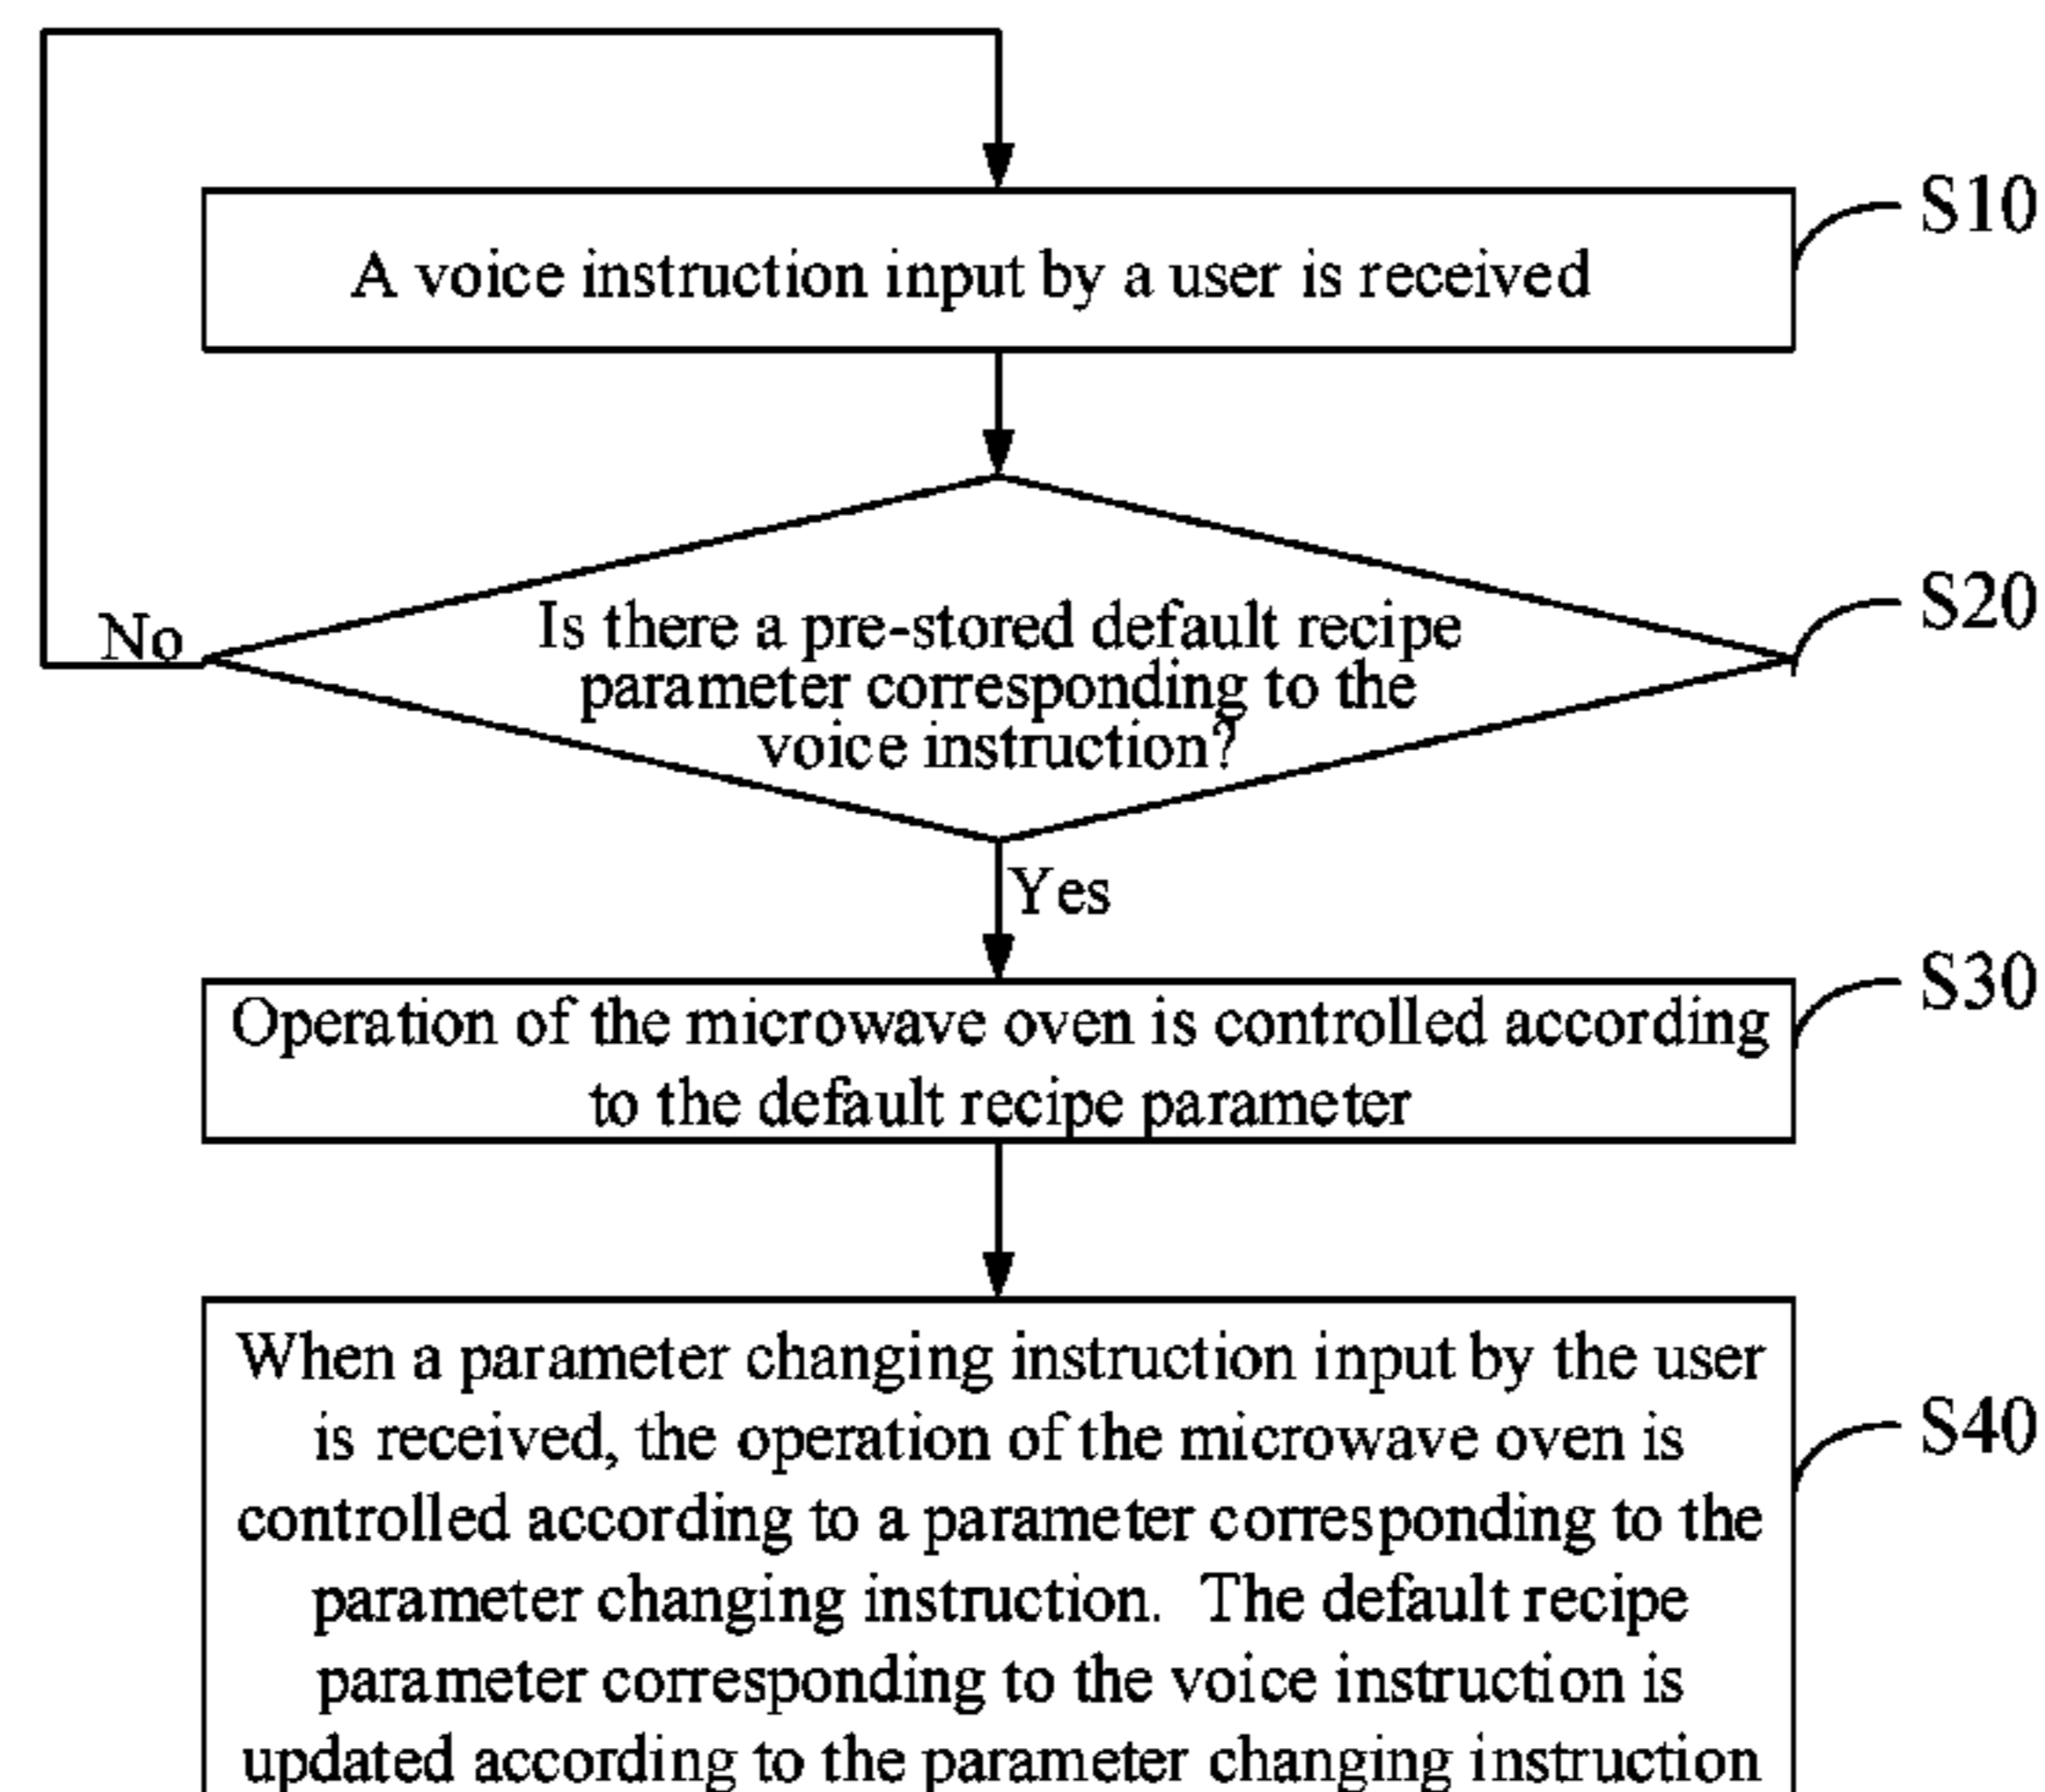 S10
A voice instruction input by a user is received
S20
No
Is there a pre-stored default recipe
parameter corresponding to the
voice instruction?
Yes
S30
Operation of the microwave oven is controlled according
to the default recipe parameter
When a parameter changing instruction input by the user
is received, the operation of the microwave oven is
S40
controlled according to a parameter corresponding to the
parameter changing instruction. The default recipe
parameter corresponding to the voice instruction is
updated according to the parameter changing instruction